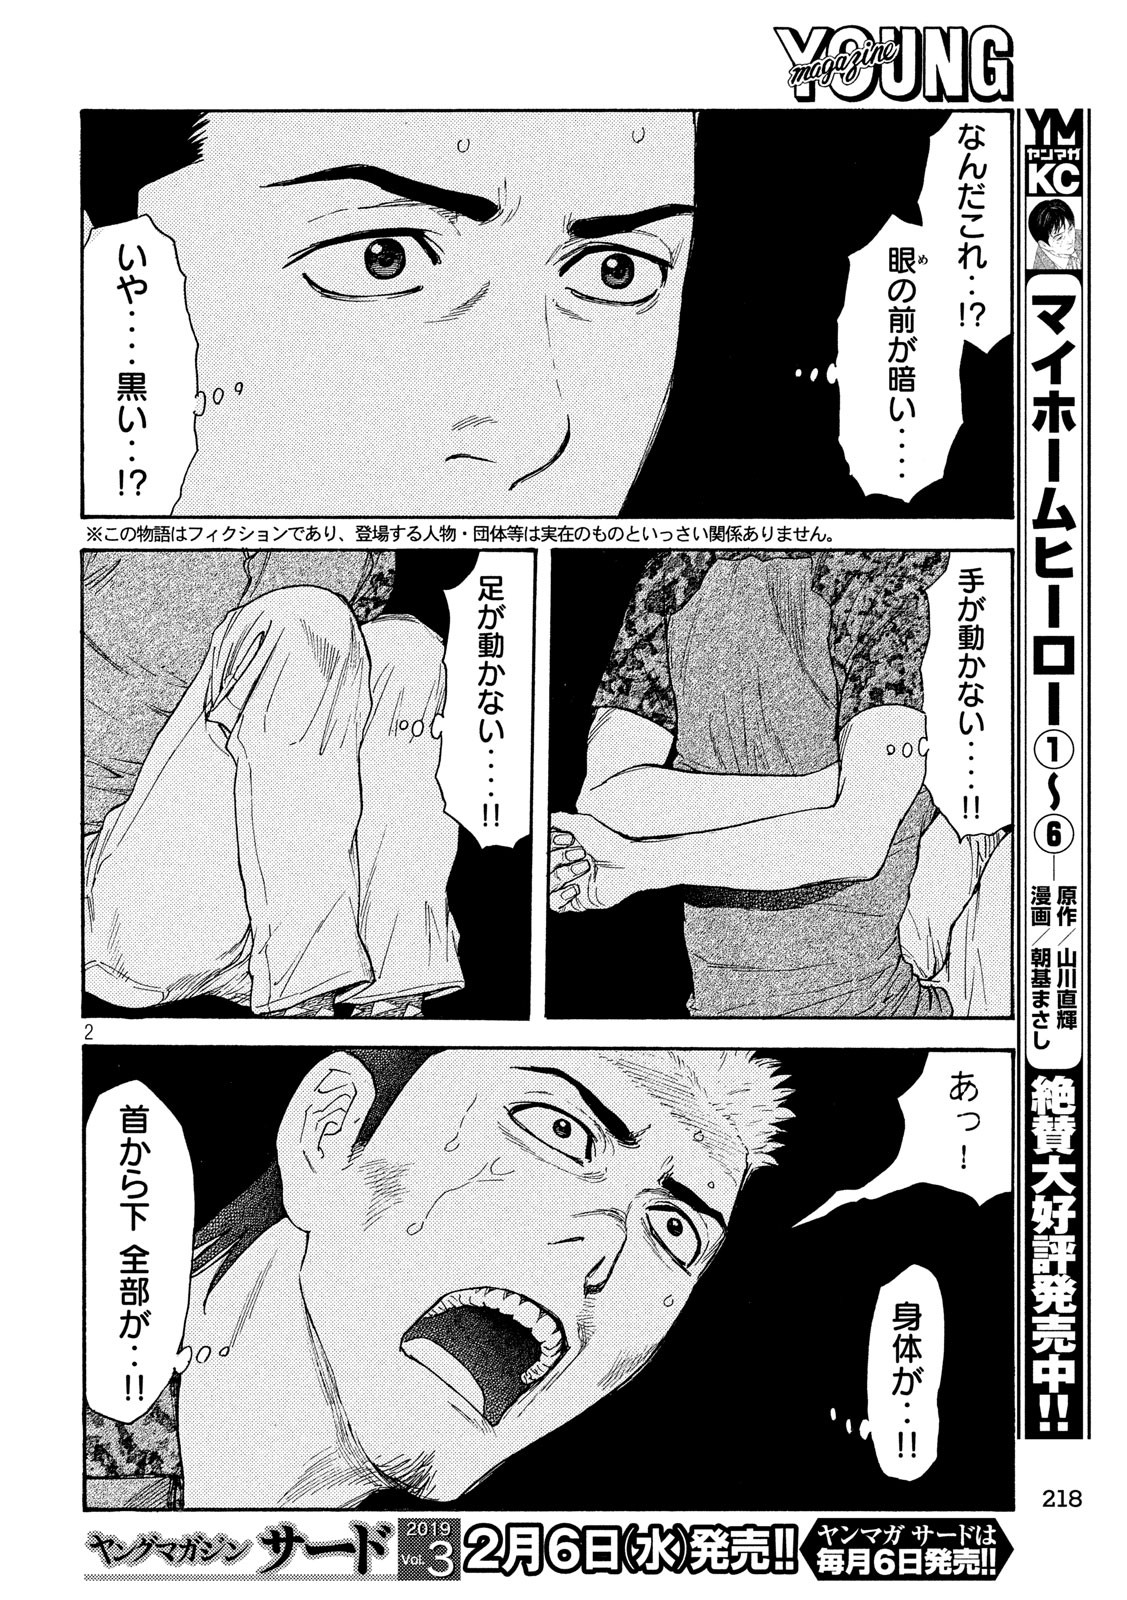 YOUNG
magazine
なんだこれ‥!?
眼の前が暗い‥‥
め
いや‥‥黒い‥!?
※この物語はフィクションであり、登場する人物・団体等は実在のものといっさい関係ありません。
手が動かない‥‥!!
足が動かない‥‥!!
2
あっ!
身体が‥!!
首から下 全部が‥!!
YM
ヤンマガ
KC
マイホームヒーロー①〜⑥
原作/山川直輝
漫画/朝基まさし
絶賛大好評発売中!!
218
ヤングマガジン サード 2019 Vol.3 2月6日(水)発売!!
ヤンマガ サードは
毎月6日発売!!